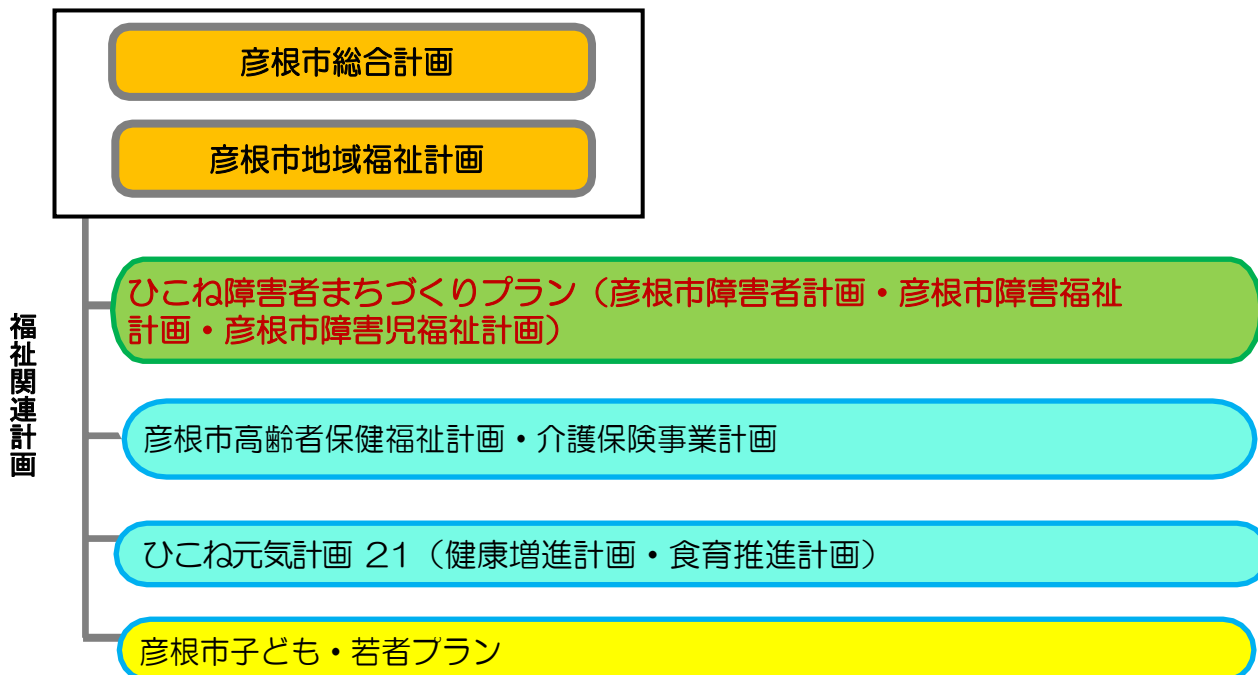 彦根市総合計画
彦根市地域福祉計画
福祉関連計画
ひこね障害者まちづくりプラン（彦根市障害者計画・彦根市障害福祉
計画・彦根市障害児福祉計画）
彦根市高齢者保健福祉計画・介護保険事業計画
ひこね元気計画 21（健康増進計画・食育推進計画）
彦根市子ども・若者プラン